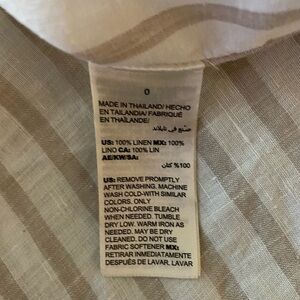 0
MADE IN THAILAND/ HECHO
EN TAILANDIA/ FABRIQUÉ
EN THAÏLANDE/
صنع في تايلاند
US: 100% LINEN MX: 100%
LINO CA: 100% LIN
AE/KW/SA:
100% كتان
US: REMOVE PROMPTLY
AFTER WASHING. MACHINE
WASH COLD-WITH SIMILAR
COLORS. ONLY
NON-CHLORINE BLEACH
WHEN NEEDED. TUMBLE
DRY LOW. WARM IRON AS
NEEDED. MAY BE DRY
CLEANED. DO NOT USE
FABRIC SOFTENER MX:
RETIRAR INMEDIATAMENTE
DESPUÉS DE LAVAR. LAVAR